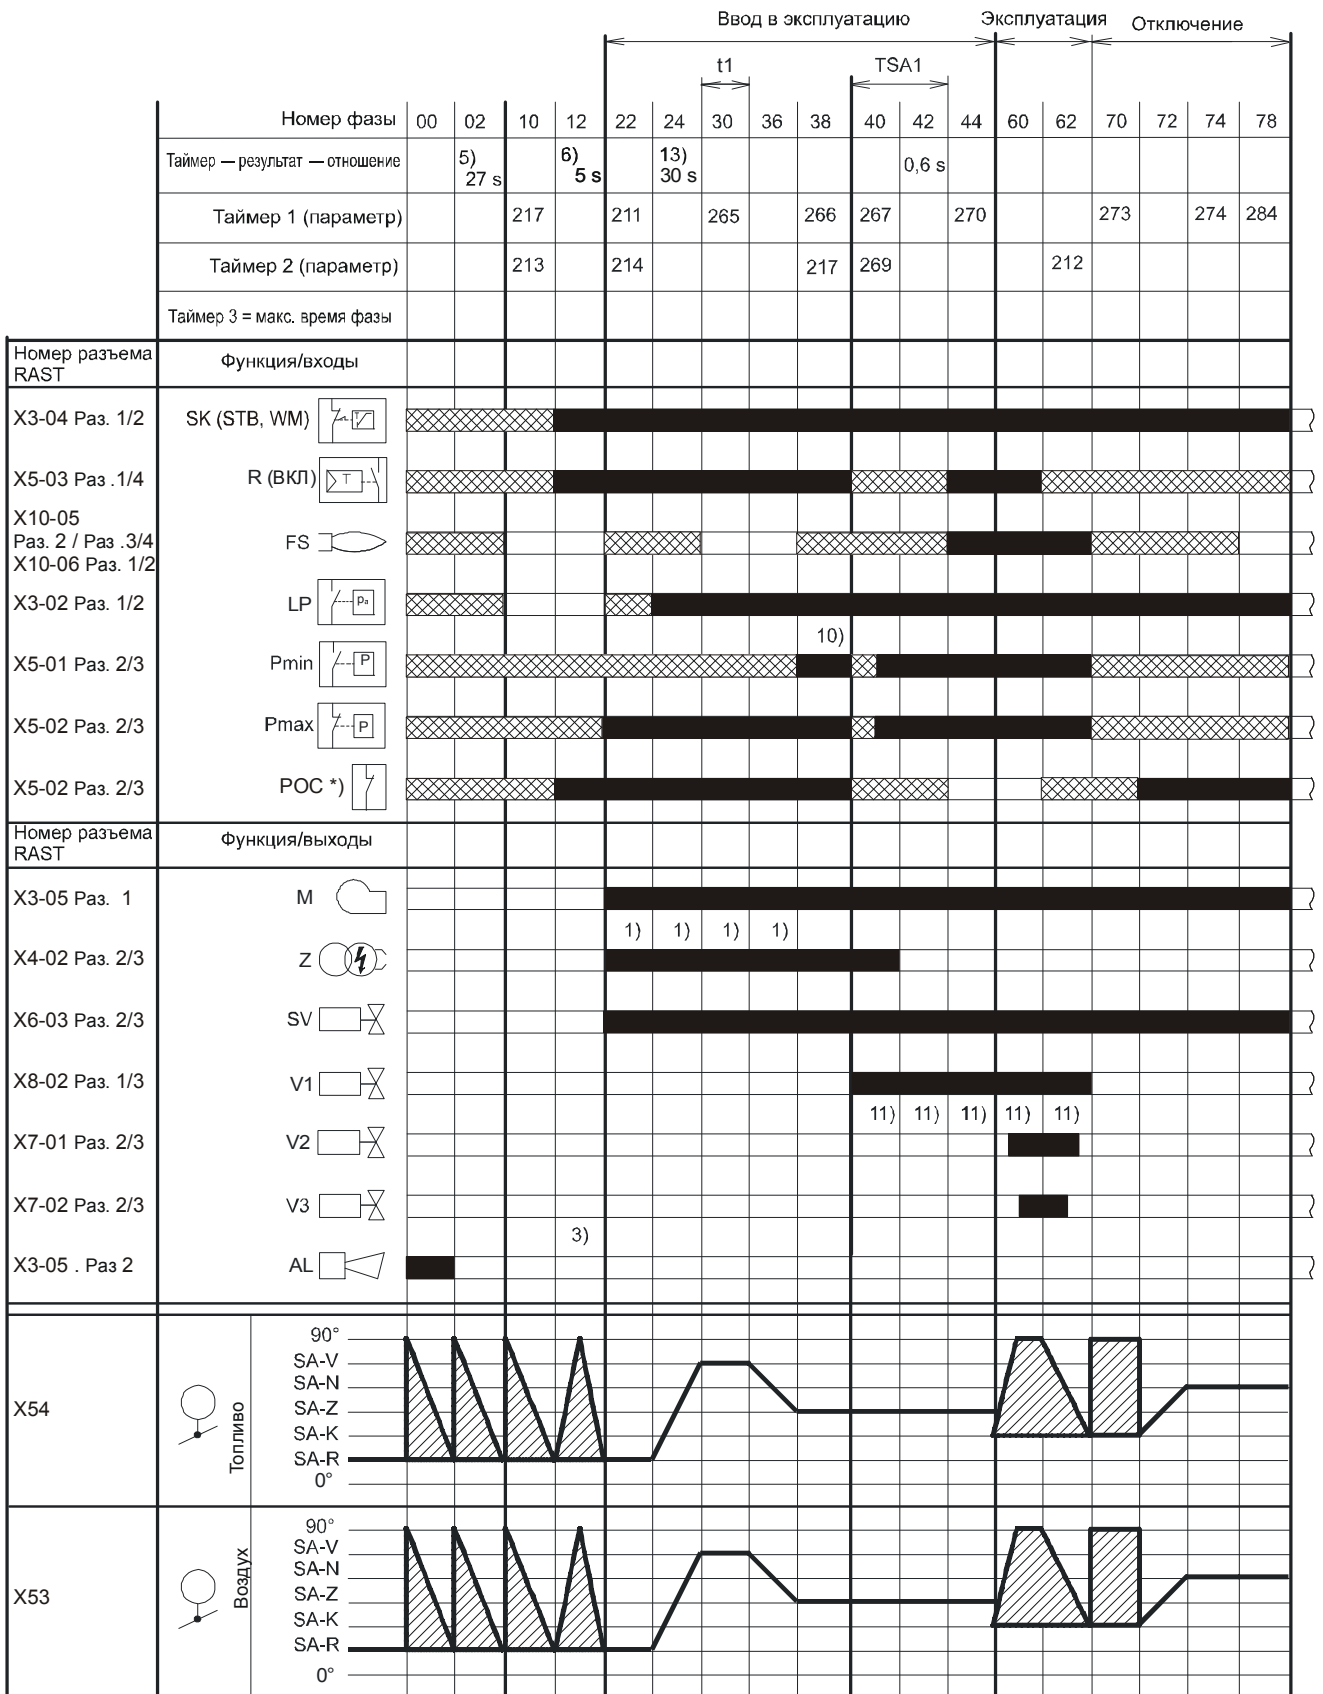 Ввод в эксплуатацию Эксплуатация Отключение
t1 TSA1
Номер фазы 00 02 10 12 22 24 30 36 38 40 42 44 60 62 70 72 74 78
Таймер — результат — отношение 5) 27 s 6) 5 s 13) 30 s 0,6 s
Таймер 1 (параметр) 217 211 265 266 267 270 273 274 284
Таймер 2 (параметр) 213 214 217 269 212
Таймер 3 = макс. время фазы
Номер разъема RAST Функция/входы
X3-04 Раз. 1/2 SK (STB, WM)
X5-03 Раз .1/4 R (ВКЛ) T
X10-05
Раз. 2 / Раз .3/4 FS
X10-06 Раз. 1/2
X3-02 Раз. 1/2 LP Pa
10)
X5-01 Раз. 2/3 Pmin P
X5-02 Раз. 2/3 Pmax P
X5-02 Раз. 2/3 POC *)
Номер разъема RAST Функция/выходы
X3-05 Раз. 1 M
1) 1) 1) 1)
X4-02 Раз. 2/3 Z
X6-03 Раз. 2/3 SV
X8-02 Раз. 1/3 V1
11) 11) 11) 11) 11)
X7-01 Раз. 2/3 V2
X7-02 Раз. 2/3 V3
3)
X3-05 . Раз 2 AL
X54 Топливо
90°
SA-V
SA-N
SA-Z
SA-K
SA-R
0°
X53 Воздух
90°
SA-V
SA-N
SA-Z
SA-K
SA-R
0°